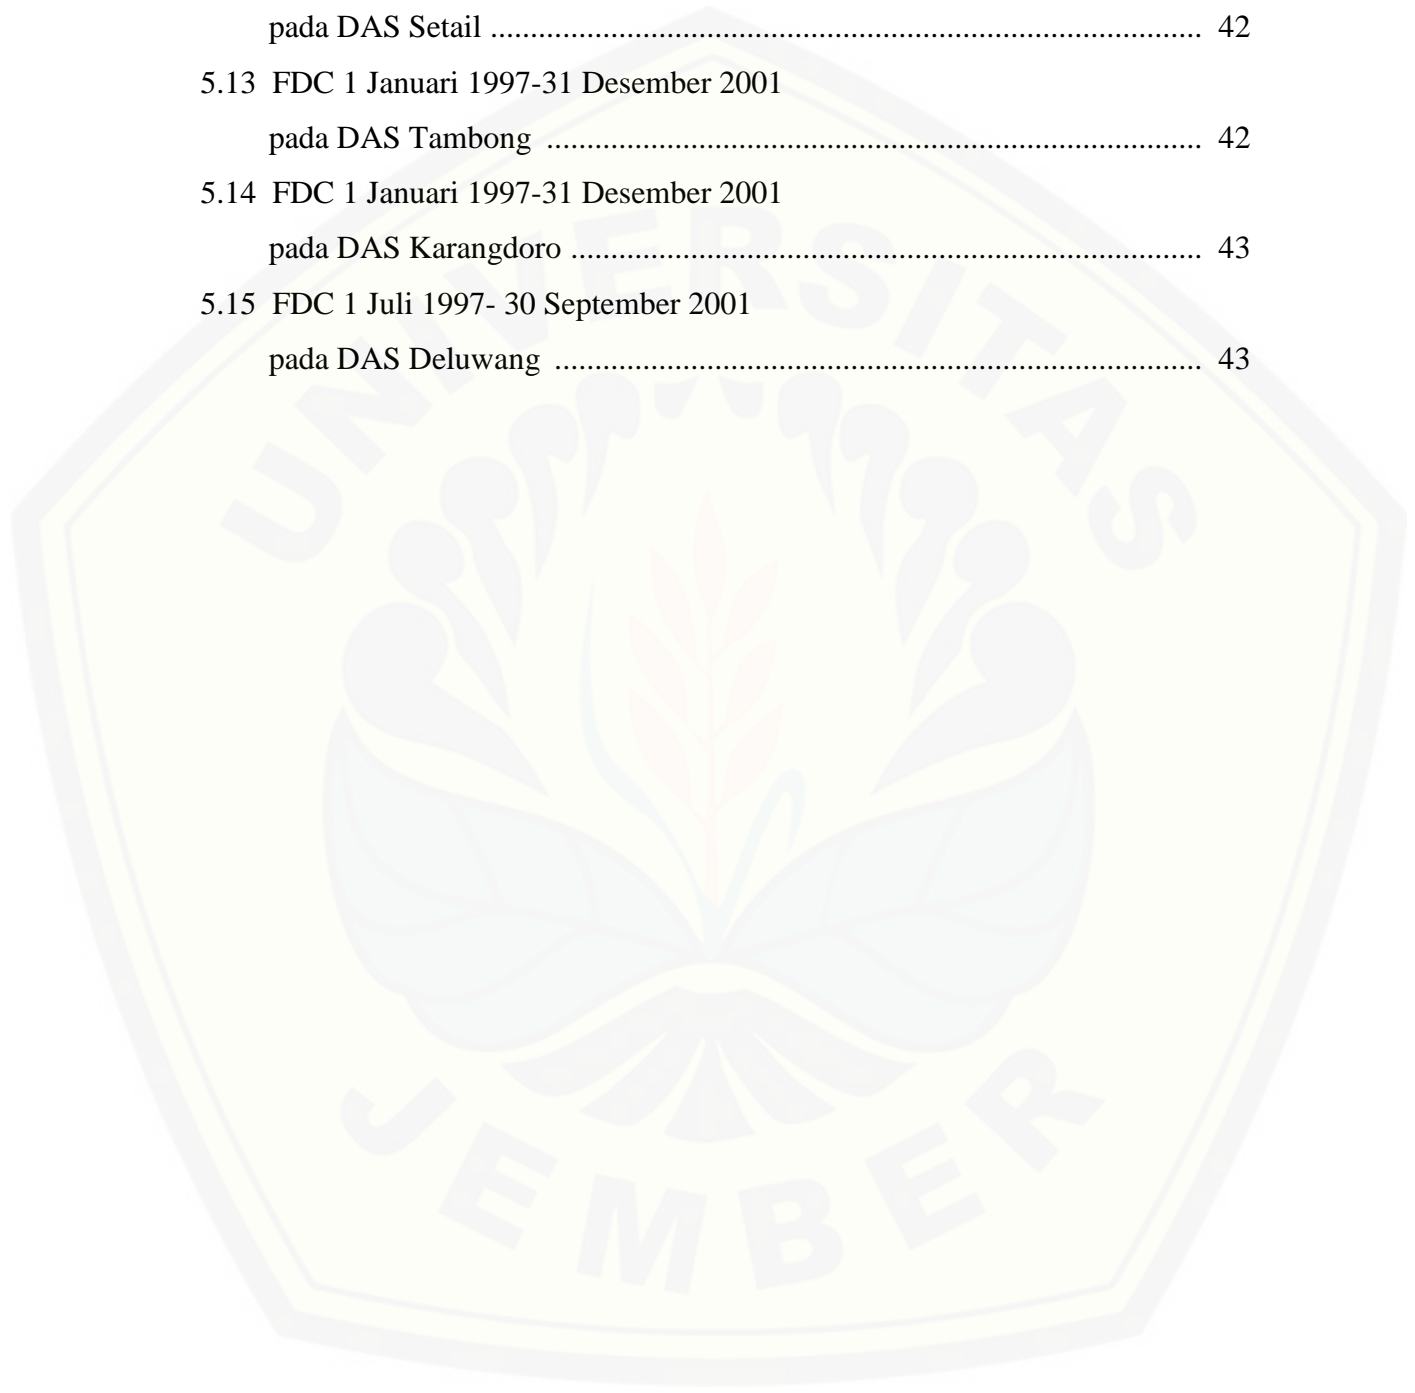 pada DAS Setail ......................................................................................... 42
5.13 FDC 1 Januari 1997-31 Desember 2001
pada DAS Tambong .................................................................................. 42
5.14 FDC 1 Januari 1997-31 Desember 2001
pada DAS Karangdoro ............................................................................... 43
5.15 FDC 1 Juli 1997- 30 September 2001
pada DAS Deluwang ................................................................................. 43
UNIVERSITAS
JEMBER